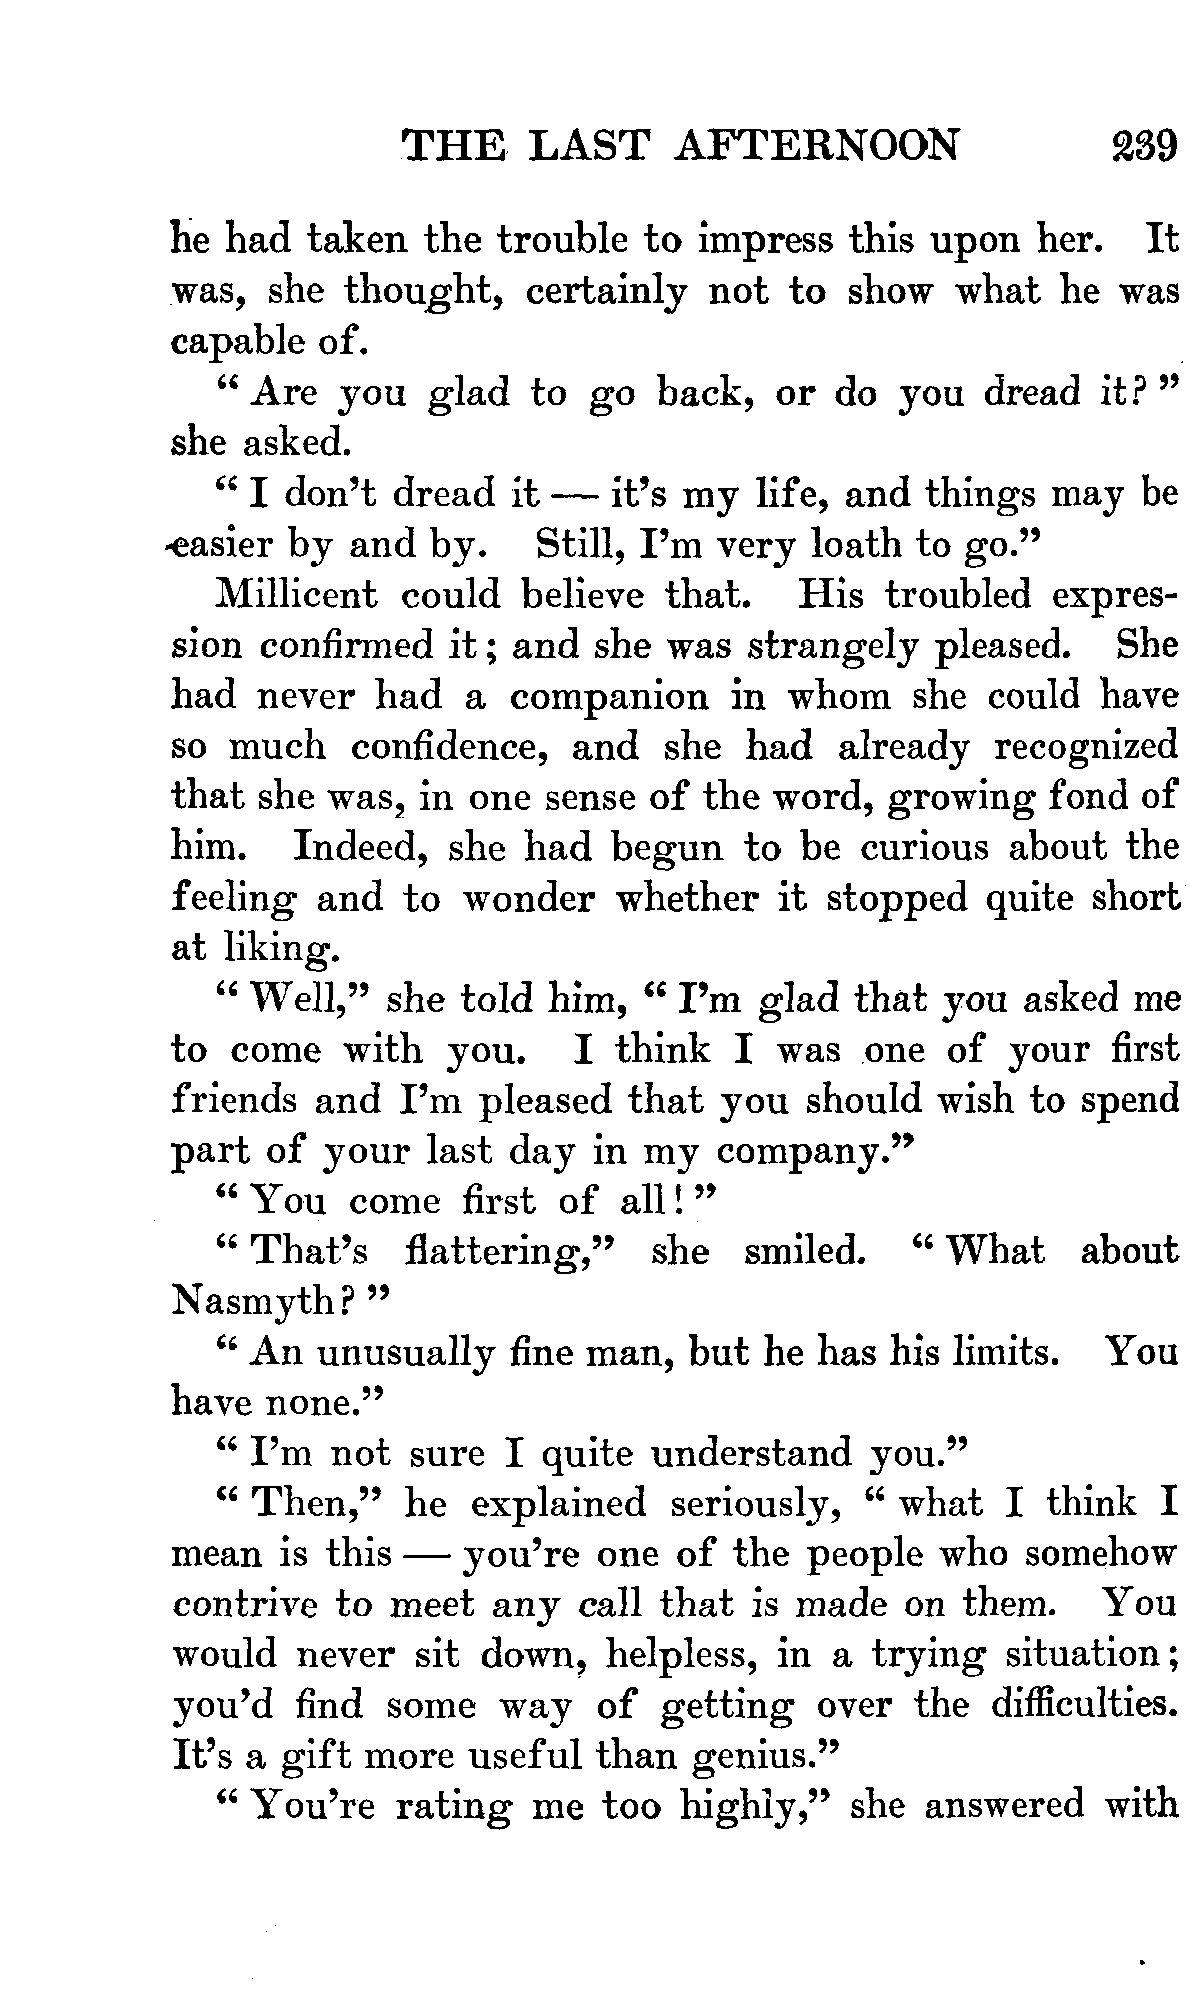 THE LAST AFTERNOON 239
he had taken the trouble to impress this upon her. It
was, she thought, certainly not to show what he was
capable of.
“ Are you glad to go back, or do you dread it? ”
she asked.
“ I don’t dread it — it’s my life, and things may be
easier by and by. Still, I’m very loath to go.”
Millicent could believe that. His troubled expres-
sion confirmed it; and she was strangely pleased. She
had never had a companion in whom she could have
so much confidence, and she had already recognized
that she was, in one sense of the word, growing fond of
him. Indeed, she had begun to be curious about the
feeling and to wonder whether it stopped quite short
at liking.
“ Well,” she told him, “ I’m glad that you asked me
to come with you. I think I was one of your first
friends and I’m pleased that you should wish to spend
part of your last day in my company.”
“ You come first of all! ”
“ That’s flattering,” she smiled. “ What about
Nasmyth? ”
“ An unusually fine man, but he has his limits. You
have none.”
“ I’m not sure I quite understand you.”
“ Then,” he explained seriously, “ what I think I
mean is this — you’re one of the people who somehow
contrive to meet any call that is made on them. You
would never sit down, helpless, in a trying situation;
you’d find some way of getting over the difficulties.
It’s a gift more useful than genius.”
“ You’re rating me too highly,” she answered with